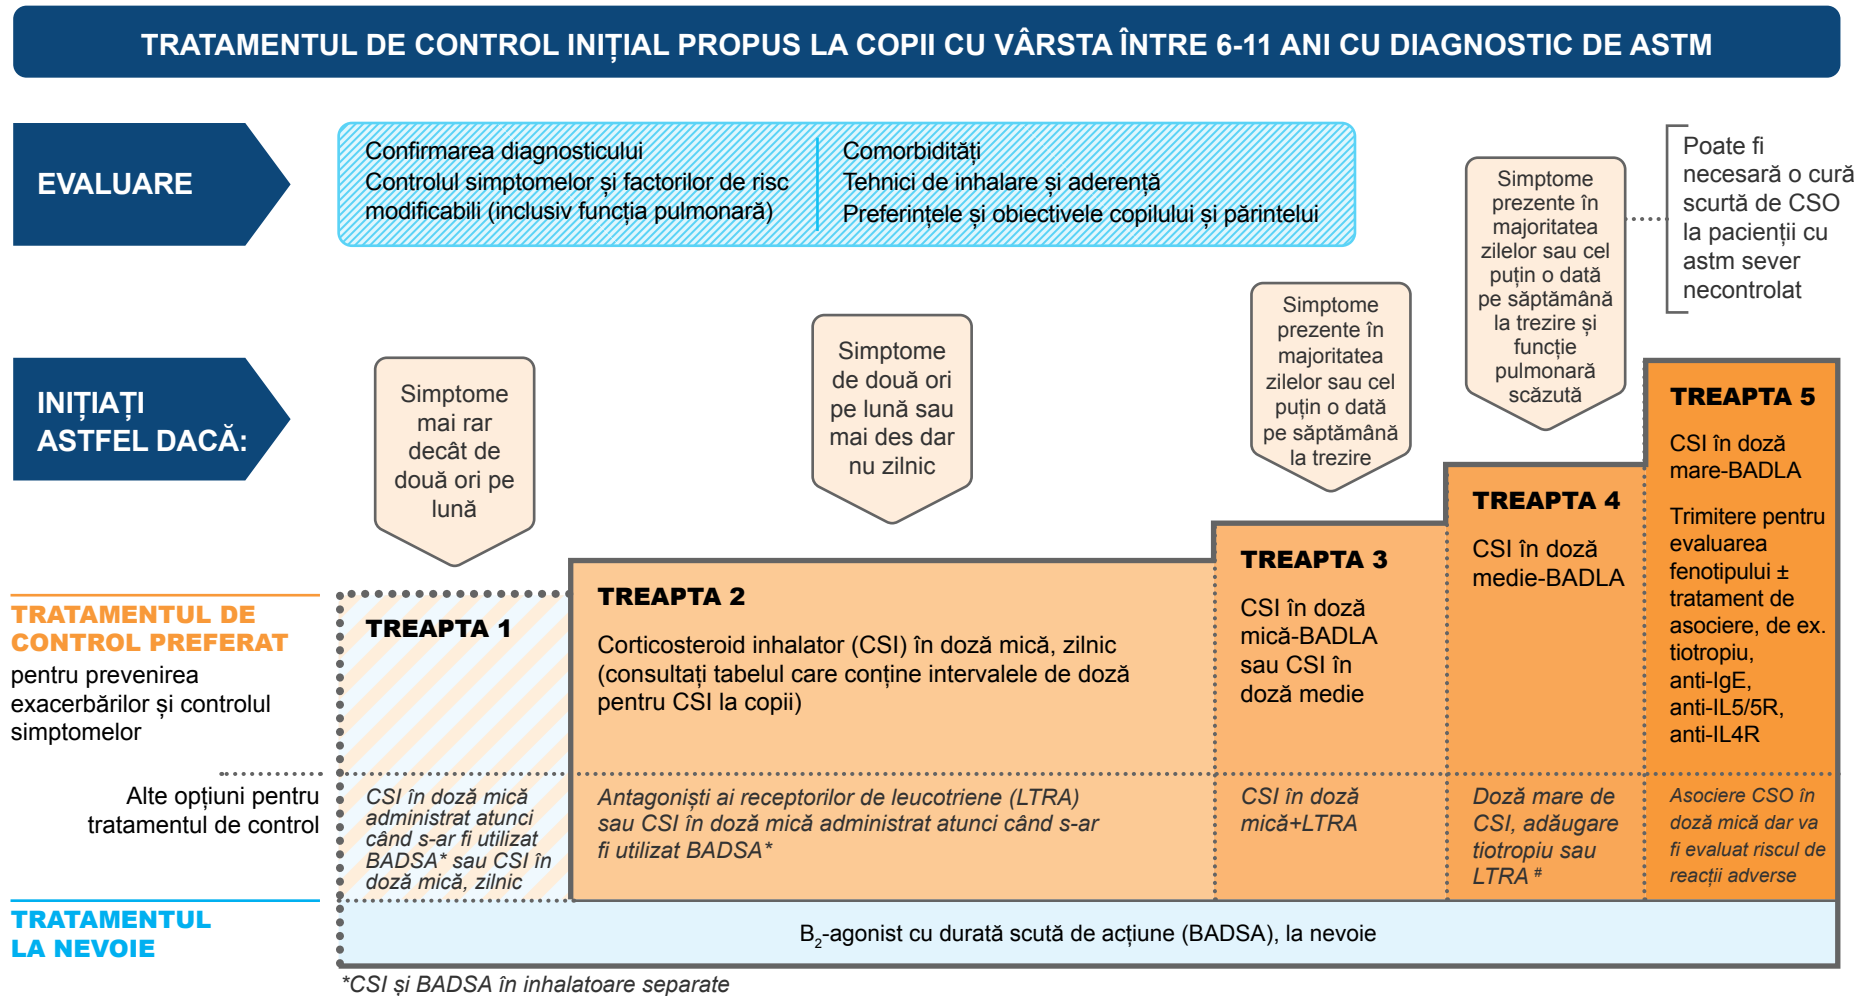 TRATAMENTUL DE CONTROL INIȚIAL PROPUS LA COPII CU VÂRSTA ÎNTRE 6-11 ANI CU DIAGNOSTIC DE ASTM
EVALUARE
Confirmarea diagnosticului
Controlul simptomelor și factorilor de risc
modificabili (inclusiv funcția pulmonară)
Comorbidități
Tehnici de inhalare și aderență
Preferințele și obiectivele copilului și părintelui
Poate fi
necesară o cură
scurtă de CSO
la pacienții cu
astm sever
necontrolat
INIȚIAȚI
ASTFEL DACĂ:
Simptome
mai rar
decât de
două ori pe
lună
Simptome
de două ori
pe lună sau
mai des dar
nu zilnic
Simptome
prezente în
majoritatea
zilelor sau cel
puțin o dată
pe săptămână
la trezire
Simptome
prezente în
majoritatea
zilelor sau cel
puțin o dată
pe săptămână
la trezire și
funcție
pulmonară
scăzută
TRATAMENTUL DE
CONTROL PREFERAT
pentru prevenirea
exacerbărilor și controlul
simptomelor
TREAPTA 1
TREAPTA 2
Corticosteroid inhalator (CSI) în doză mică, zilnic
(consultați tabelul care conține intervalele de doză
pentru CSI la copii)
TREAPTA 3
CSI în doză
mică-BADLA
sau CSI în
doză medie
TREAPTA 4
CSI în doză
medie-BADLA
TREAPTA 5
CSI în doză
mare-BADLA
Trimitere pentru
evaluarea
fenotipului ±
tratament de
asociere, de ex.
tiotropiu,
anti-IgE,
anti-IL5/5R,
anti-IL4R
Alte opțiuni pentru
tratamentul de control
CSI în doză mică
administrat atunci
când s-ar fi utilizat
BADSA* sau CSI în
doză mică, zilnic
Antagoniști ai receptorilor de leucotriene (LTRA)
sau CSI în doză mică administrat atunci când s-ar
fi utilizat BADSA*
CSI în doză
mică+LTRA
Doză mare de
CSI, adăugare
tiotropiu sau
LTRA #
Asociere CSO în
doză mică dar va
fi evaluat riscul de
reacții adverse
TRATAMENTUL
LA NEVOIE
B₂-agonist cu durată scută de acțiune (BADSA), la nevoie
*CSI și BADSA în inhalatoare separate